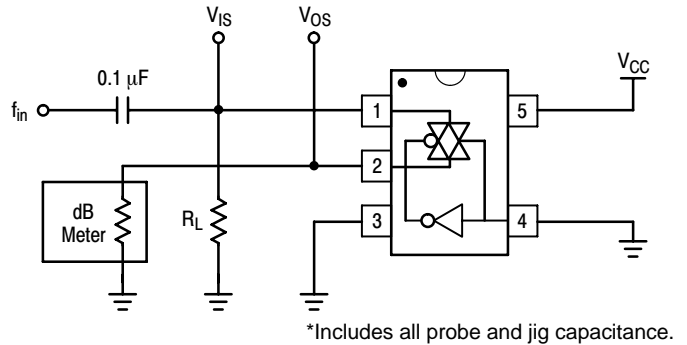 V_IS V_OS
0.1 μF
V_CC
f_in
1
5
2
dB
Meter
R_L
3
4
*Includes all probe and jig capacitance.